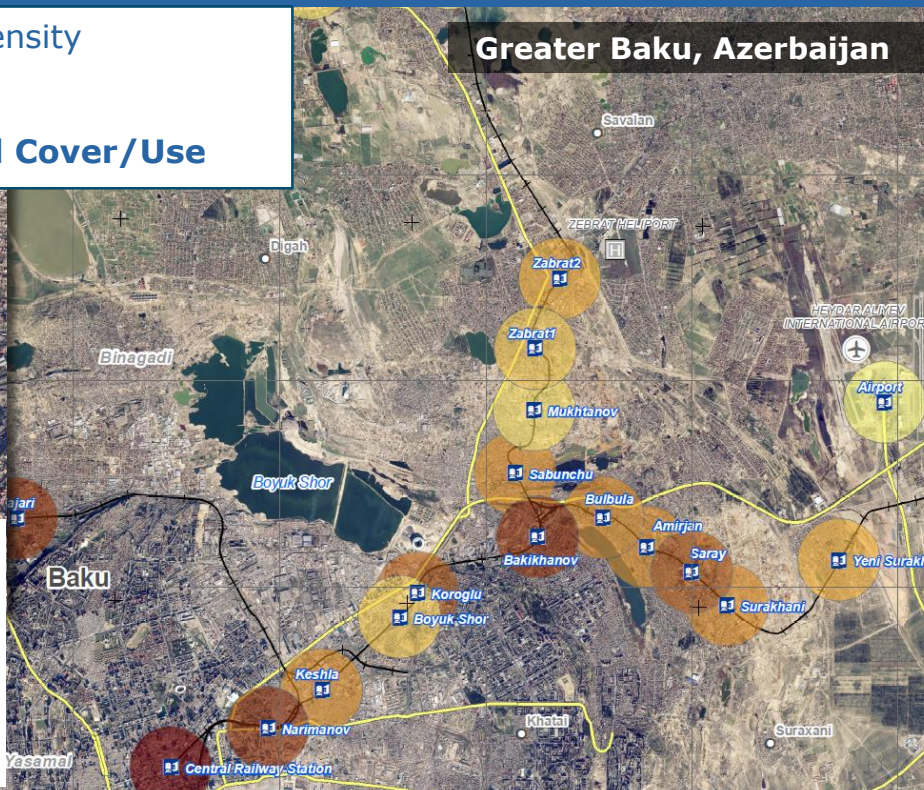 ensity
Cover/Use
Greater Baku, Azerbaijan
Savalan
ZEBRAT HELIPORT
H
Digah
Zabrat2
HEYDAR ALIYEV
INTERNATIONAL AIRPORT
Zabrat1
Binagadi
Airport
Mukhtanov
Sabunchu
Boyuk Shor
Bulbula
ajari
Amirjan
Bakikhanov
Saray
Yeni Surakh
Baku
Koroglu
Surakhani
Boyuk Shor
Keshla
Khatai
Narimanov
Suraxani
Yasamal
Central Railway Station